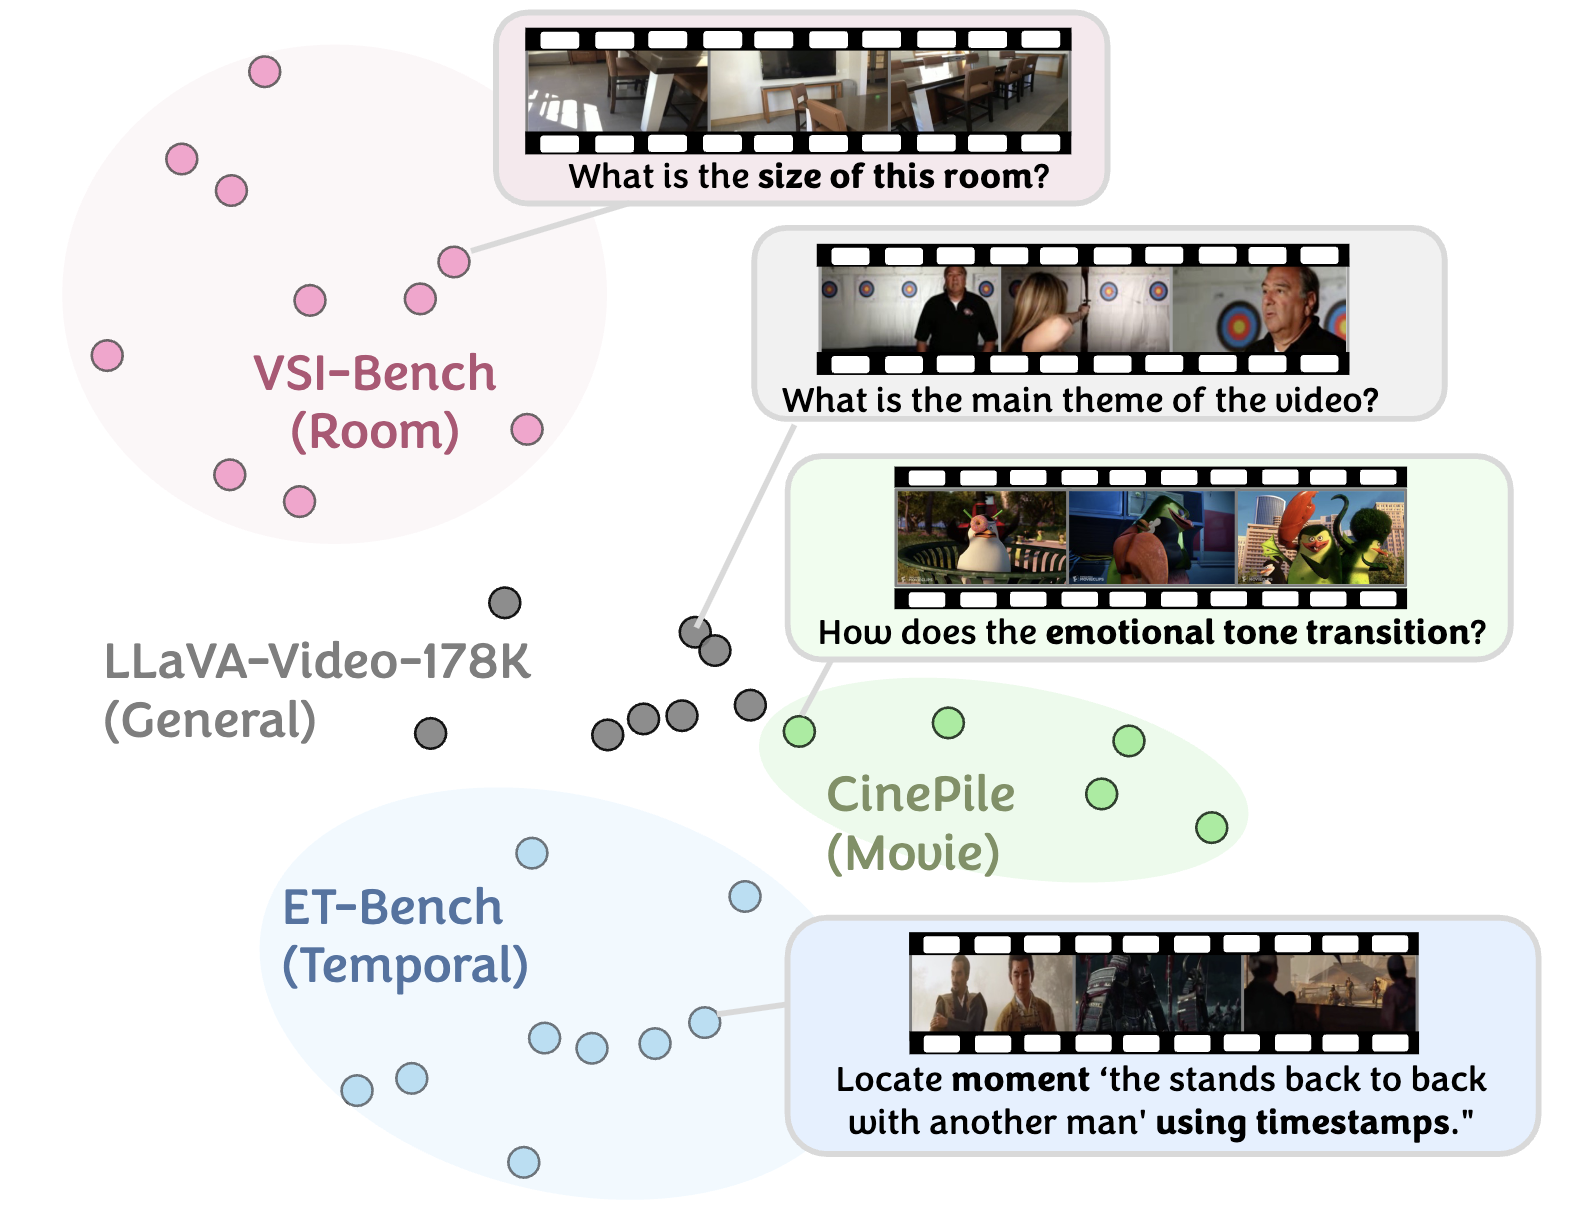 What is the size of this room?
VSI-Bench
(Room)
What is the main theme of the video?
How does the emotional tone transition?
LLaVA-Video-178K
(General)
CinePile
(Movie)
ET-Bench
(Temporal)
Locate moment ‘the stands back to back
with another man' using timestamps."